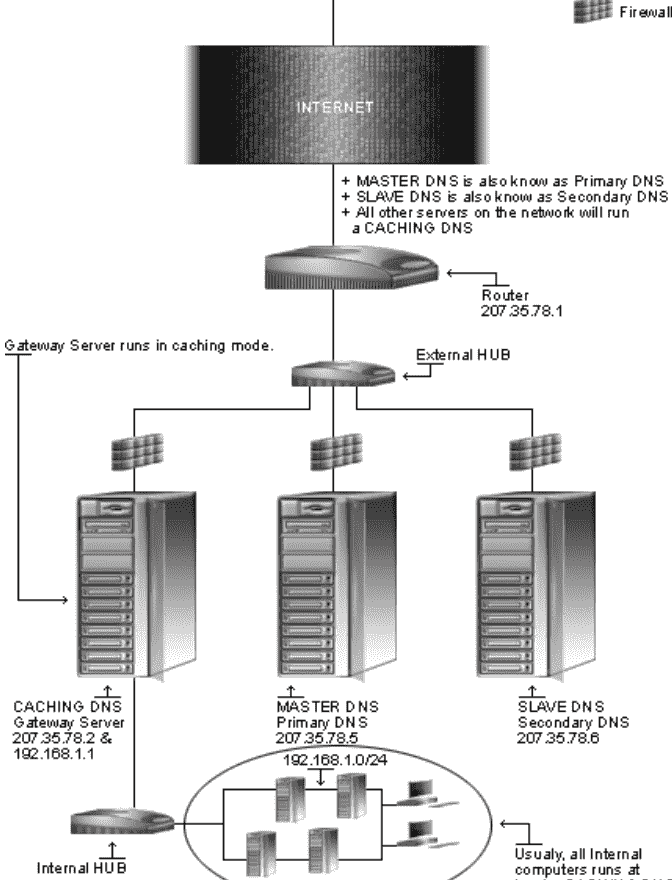 Firewall
INTERNET
+ MASTER DNS is also know as Primary DNS
+ SLAVE DNS is also know as Secondary DNS
+ All other servers on the network will run
a CACHING DNS
Router
207.35.78.1
Gateway Server runs in caching mode.
External HUB
CACHING DNS
Gateway Server
207.35.78.2 &
192.168.1.1
MASTER DNS
Primary DNS
207.35.78.5
SLAVE DNS
Secondary DNS
207.35.78.6
192.168.1.0/24
Internal HUB
Usualy, all Internal
computers runs at